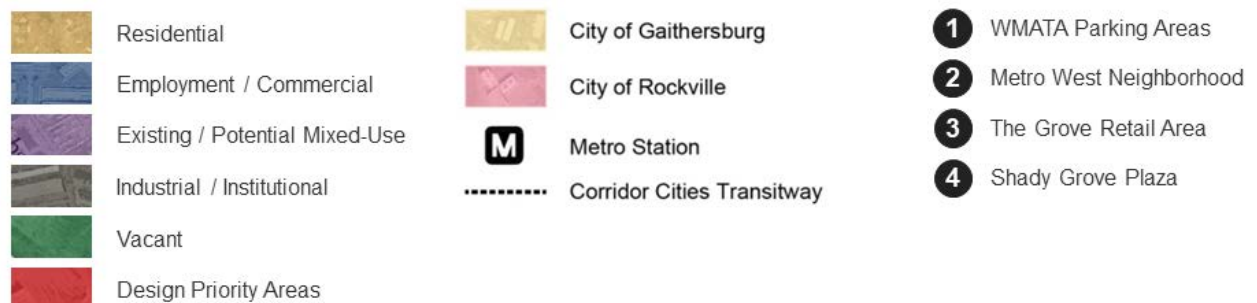 Residential
Employment / Commercial
Existing / Potential Mixed-Use
Industrial / Institutional
Vacant
Design Priority Areas
City of Gaithersburg
City of Rockville
M Metro Station
Corridor Cities Transitway
1 WMATA Parking Areas
2 Metro West Neighborhood
3 The Grove Retail Area
4 Shady Grove Plaza